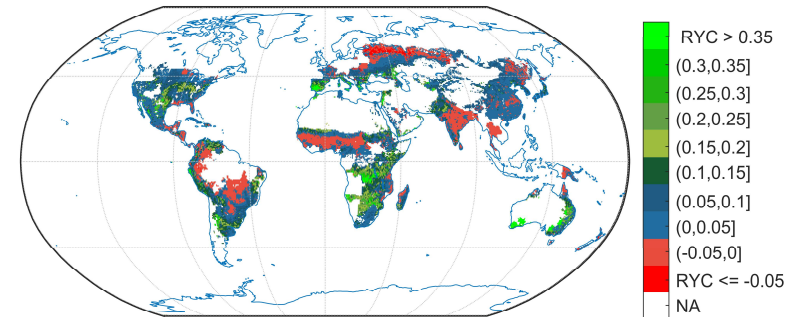 RYC > 0.35
(0.3,0.35]
(0.25,0.3]
(0.2,0.25]
(0.15,0.2]
(0.1,0.15]
(0.05,0.1]
(0,0.05]
(-0.05,0]
RYC <= -0.05
NA